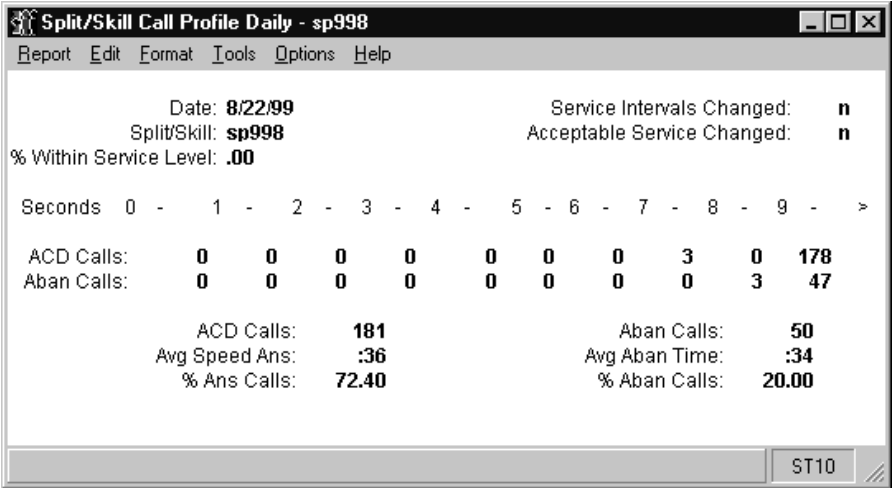 Split/Skill Call Profile Daily - sp998
Report Edit Format Tools Options Help
Date: 8/22/99 Service Intervals Changed: n
Split/Skill: sp998 Acceptable Service Changed: n
% Within Service Level: .00
Seconds 0 - 1 - 2 - 3 - 4 - 5 - 6 - 7 - 8 - 9 - >
ACD Calls: 0 0 0 0 0 0 0 3 0 178
Aban Calls: 0 0 0 0 0 0 0 0 3 47
ACD Calls: 181 Aban Calls: 50
Avg Speed Ans: :36 Avg Aban Time: :34
% Ans Calls: 72.40 % Aban Calls: 20.00
ST10